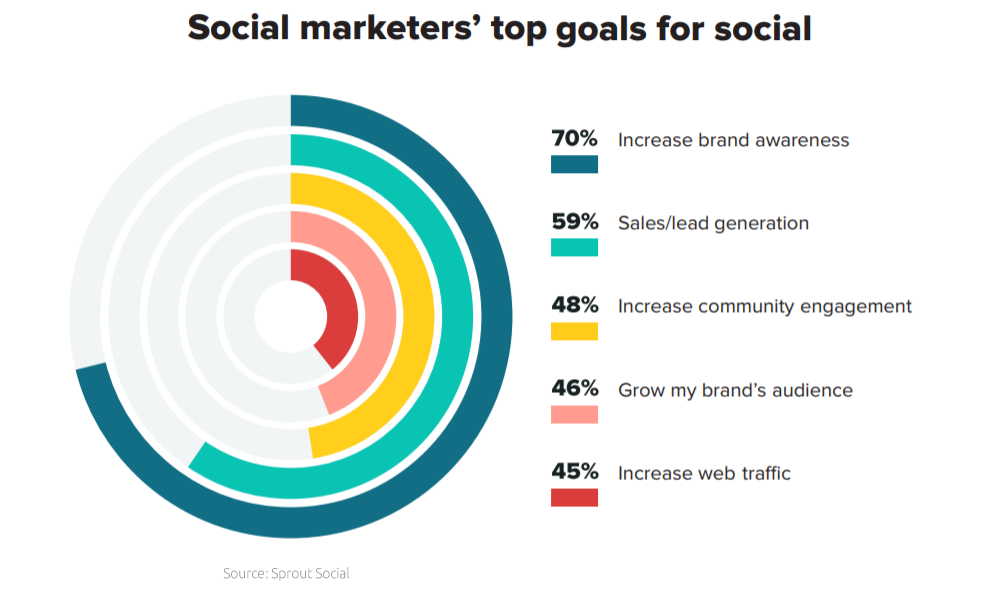 Social marketers’ top goals for social
70% Increase brand awareness
59% Sales/lead generation
48% Increase community engagement
46% Grow my brand’s audience
45% Increase web traffic
Source: Sprout Social